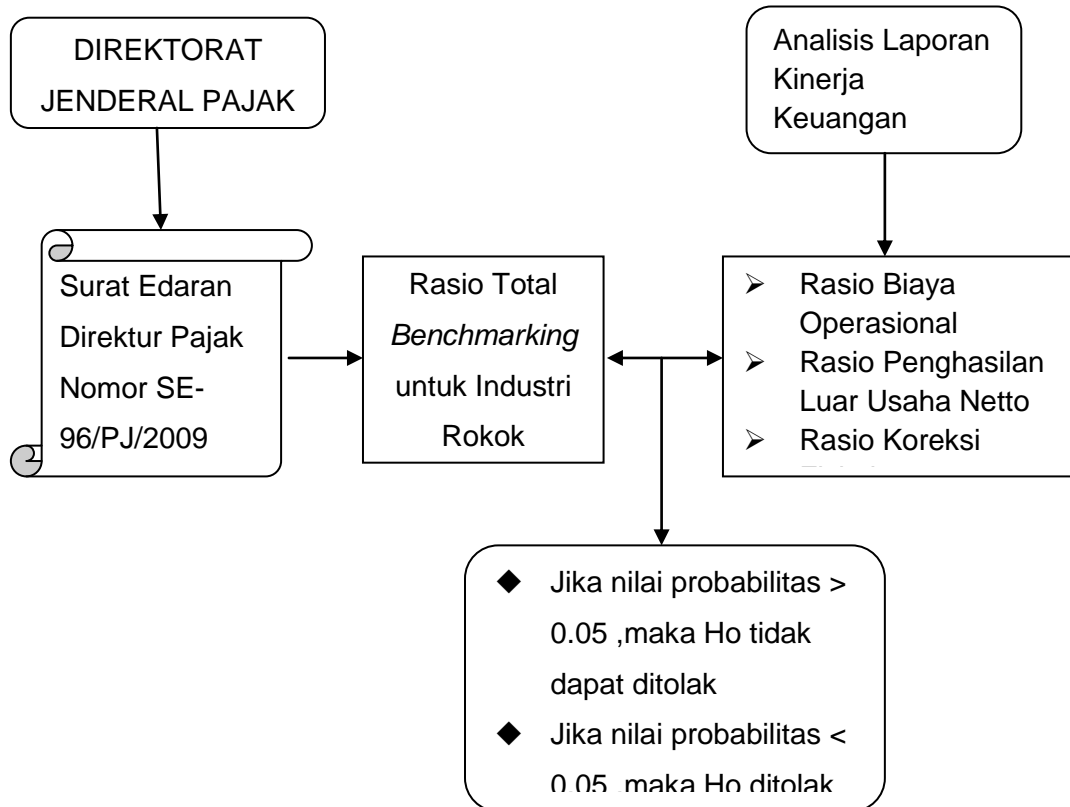 DIREKTORAT
JENDERAL PAJAK
Analisis Laporan
Kinerja
Keuangan
Surat Edaran
Direktur Pajak
Nomor SE-
96/PJ/2009
Rasio Total
Benchmarking
untuk Industri
Rokok
➢ Rasio Biaya
Operasional
➢ Rasio Penghasilan
Luar Usaha Netto
➢ Rasio Koreksi
◆ Jika nilai probabilitas >
0.05 ,maka Ho tidak
dapat ditolak
◆ Jika nilai probabilitas <
0.05 ,maka Ho ditolak